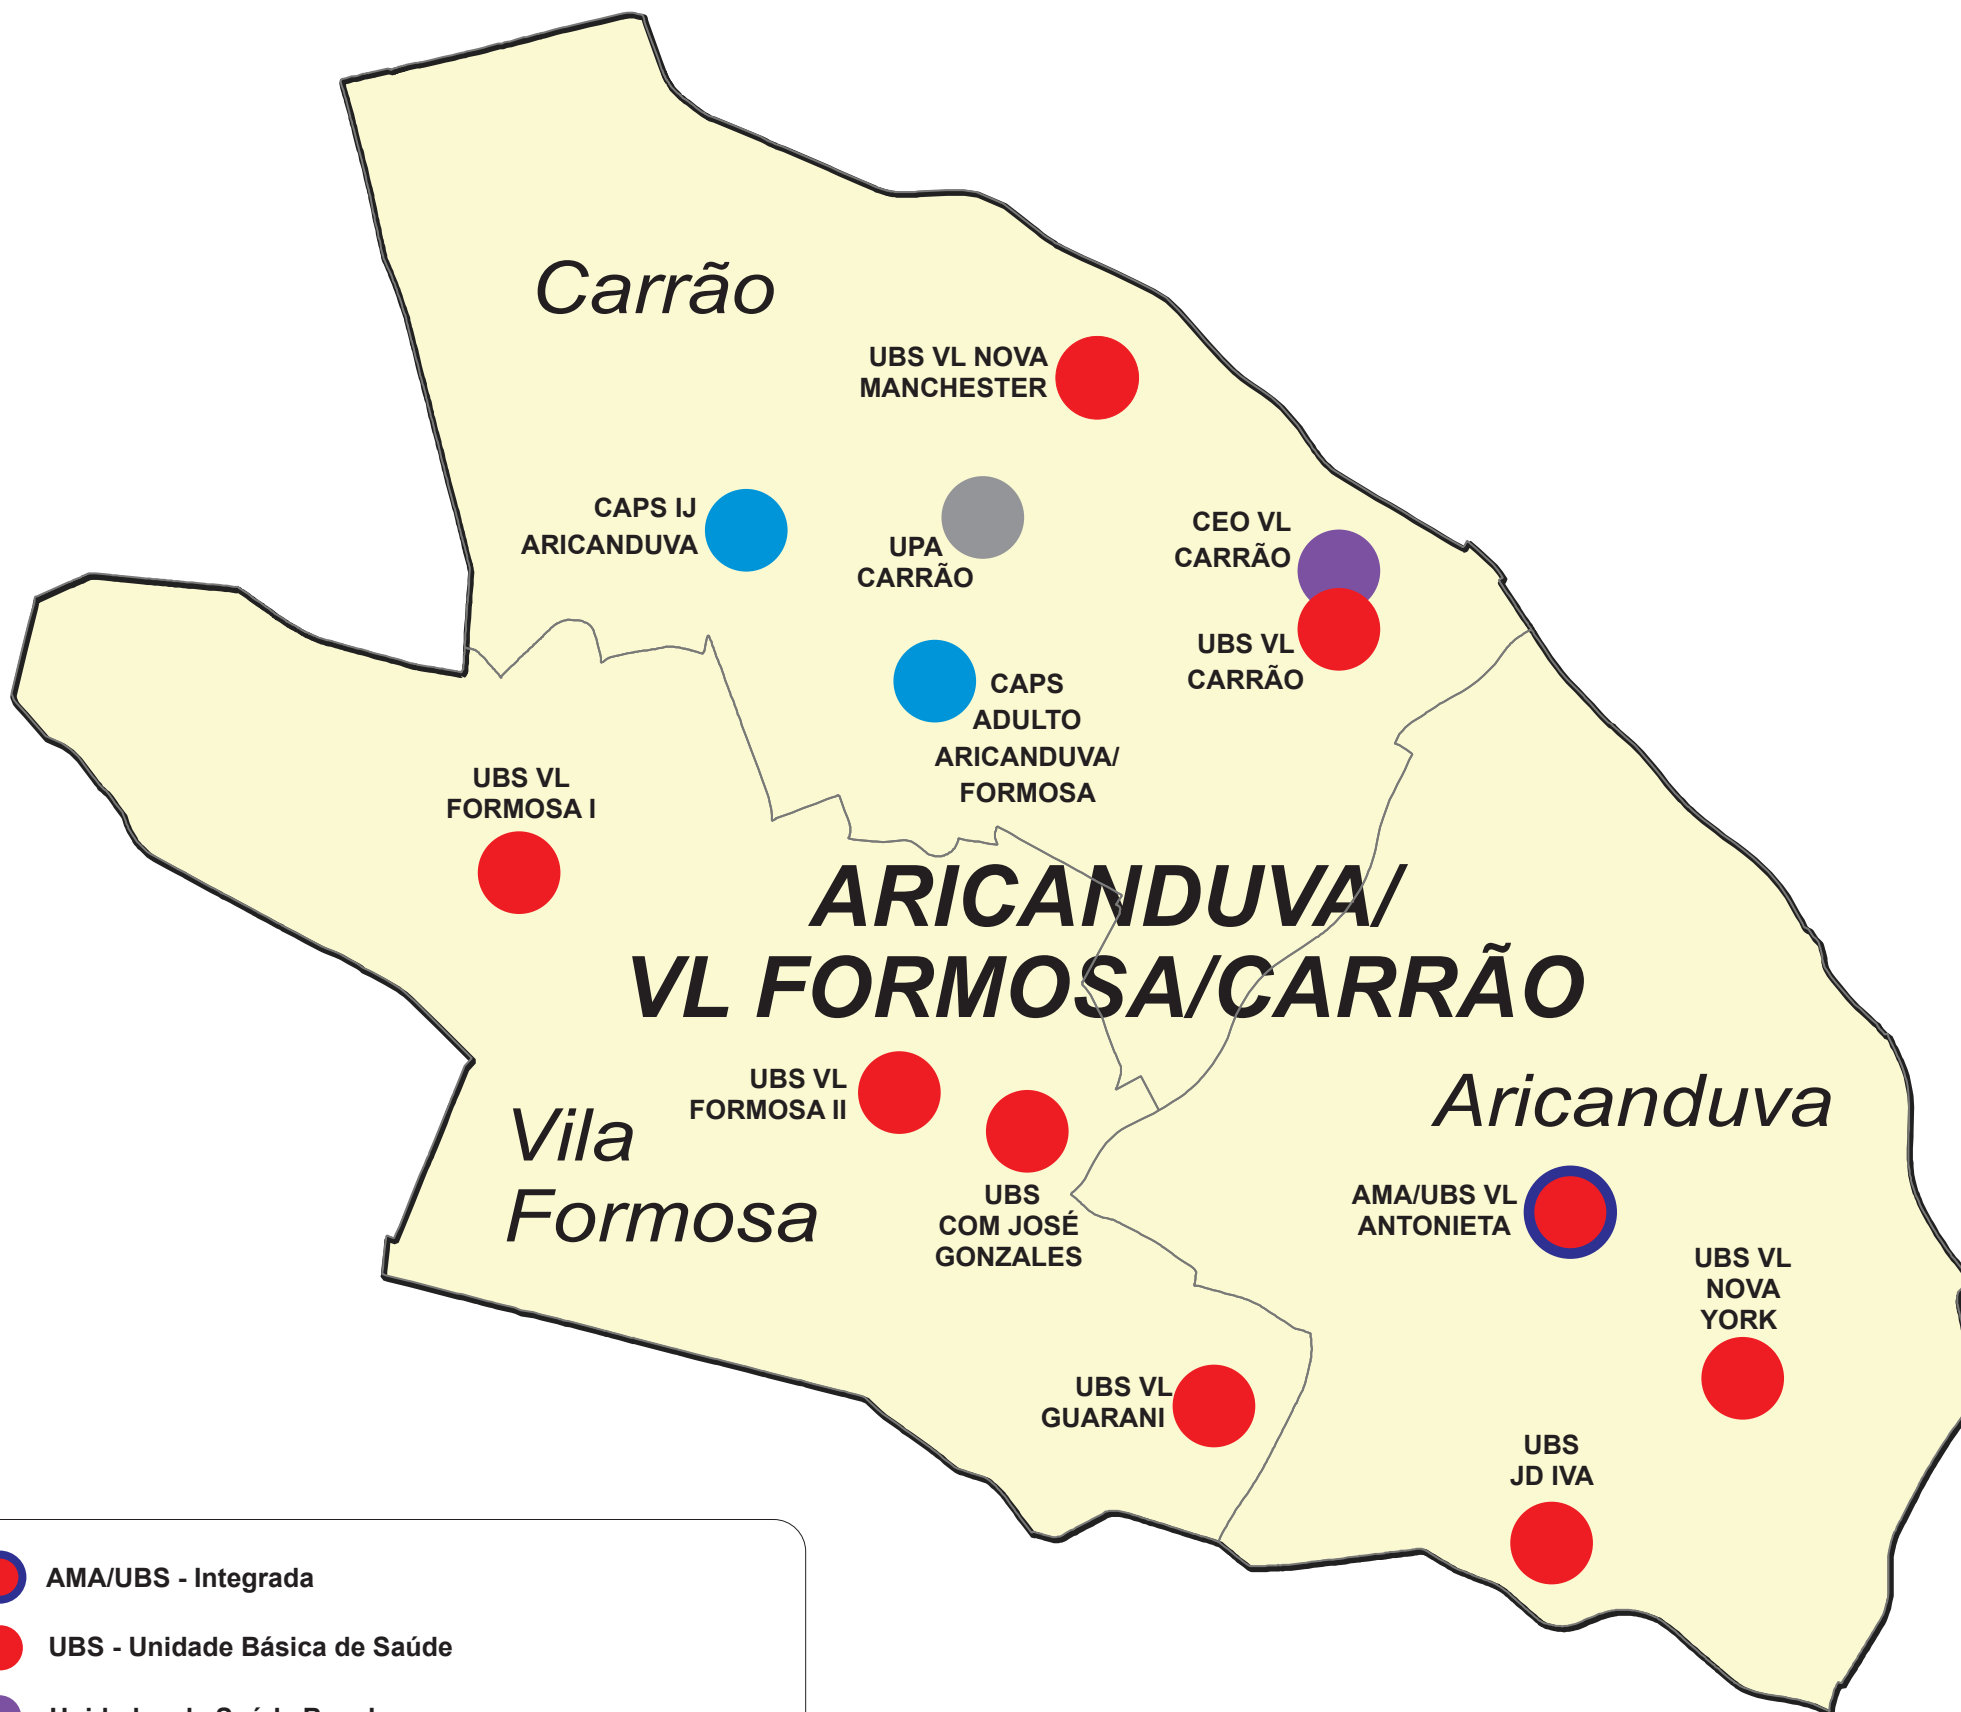 Carrão
UBS VL NOVA
MANCHESTER
CAPS IJ
ARICANDUVA
UPA
CARRÃO
CEO VL
CARRÃO
UBS VL
CARRÃO
CAPS
ADULTO
ARICANDUVA/
FORMOSA
UBS VL
FORMOSA I
ARICANDUVA/
VL FORMOSA/CARRÃO
UBS VL
FORMOSA II
Vila
Formosa
UBS
COM JOSÉ
GONZALES
Aricanduva
AMA/UBS VL
ANTONIETA
UBS VL
NOVA
YORK
UBS VL
GUARANI
UBS
JD IVA
AMA/UBS - Integrada
UBS - Unidade Básica de Saúde